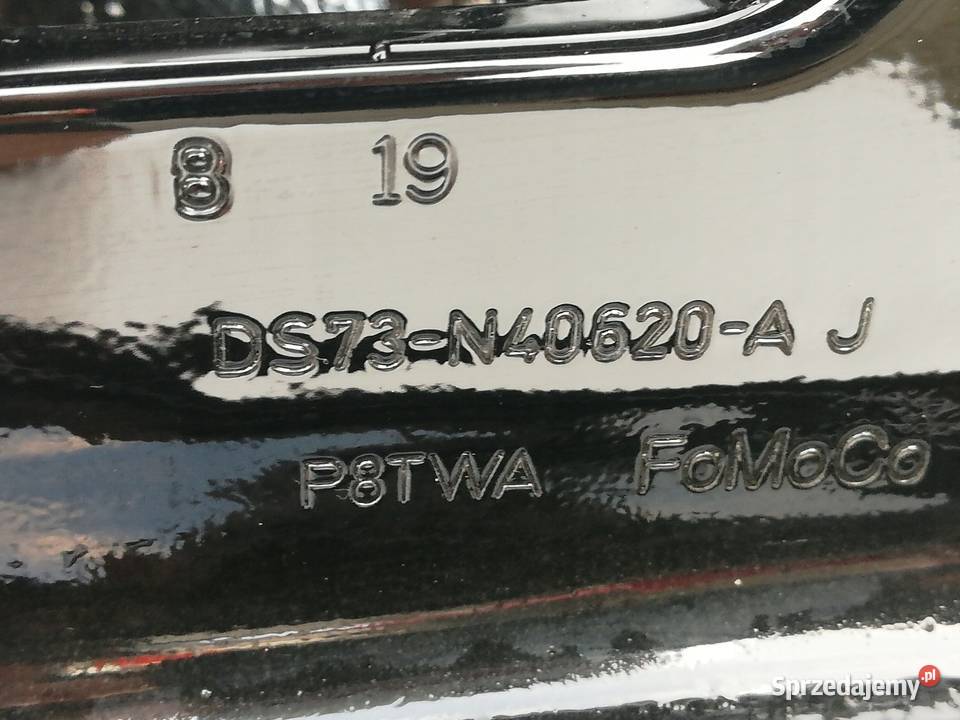 8 19
DS73-N40620-A J
P8TWA FoMoCo
Sprzedajemy.pl